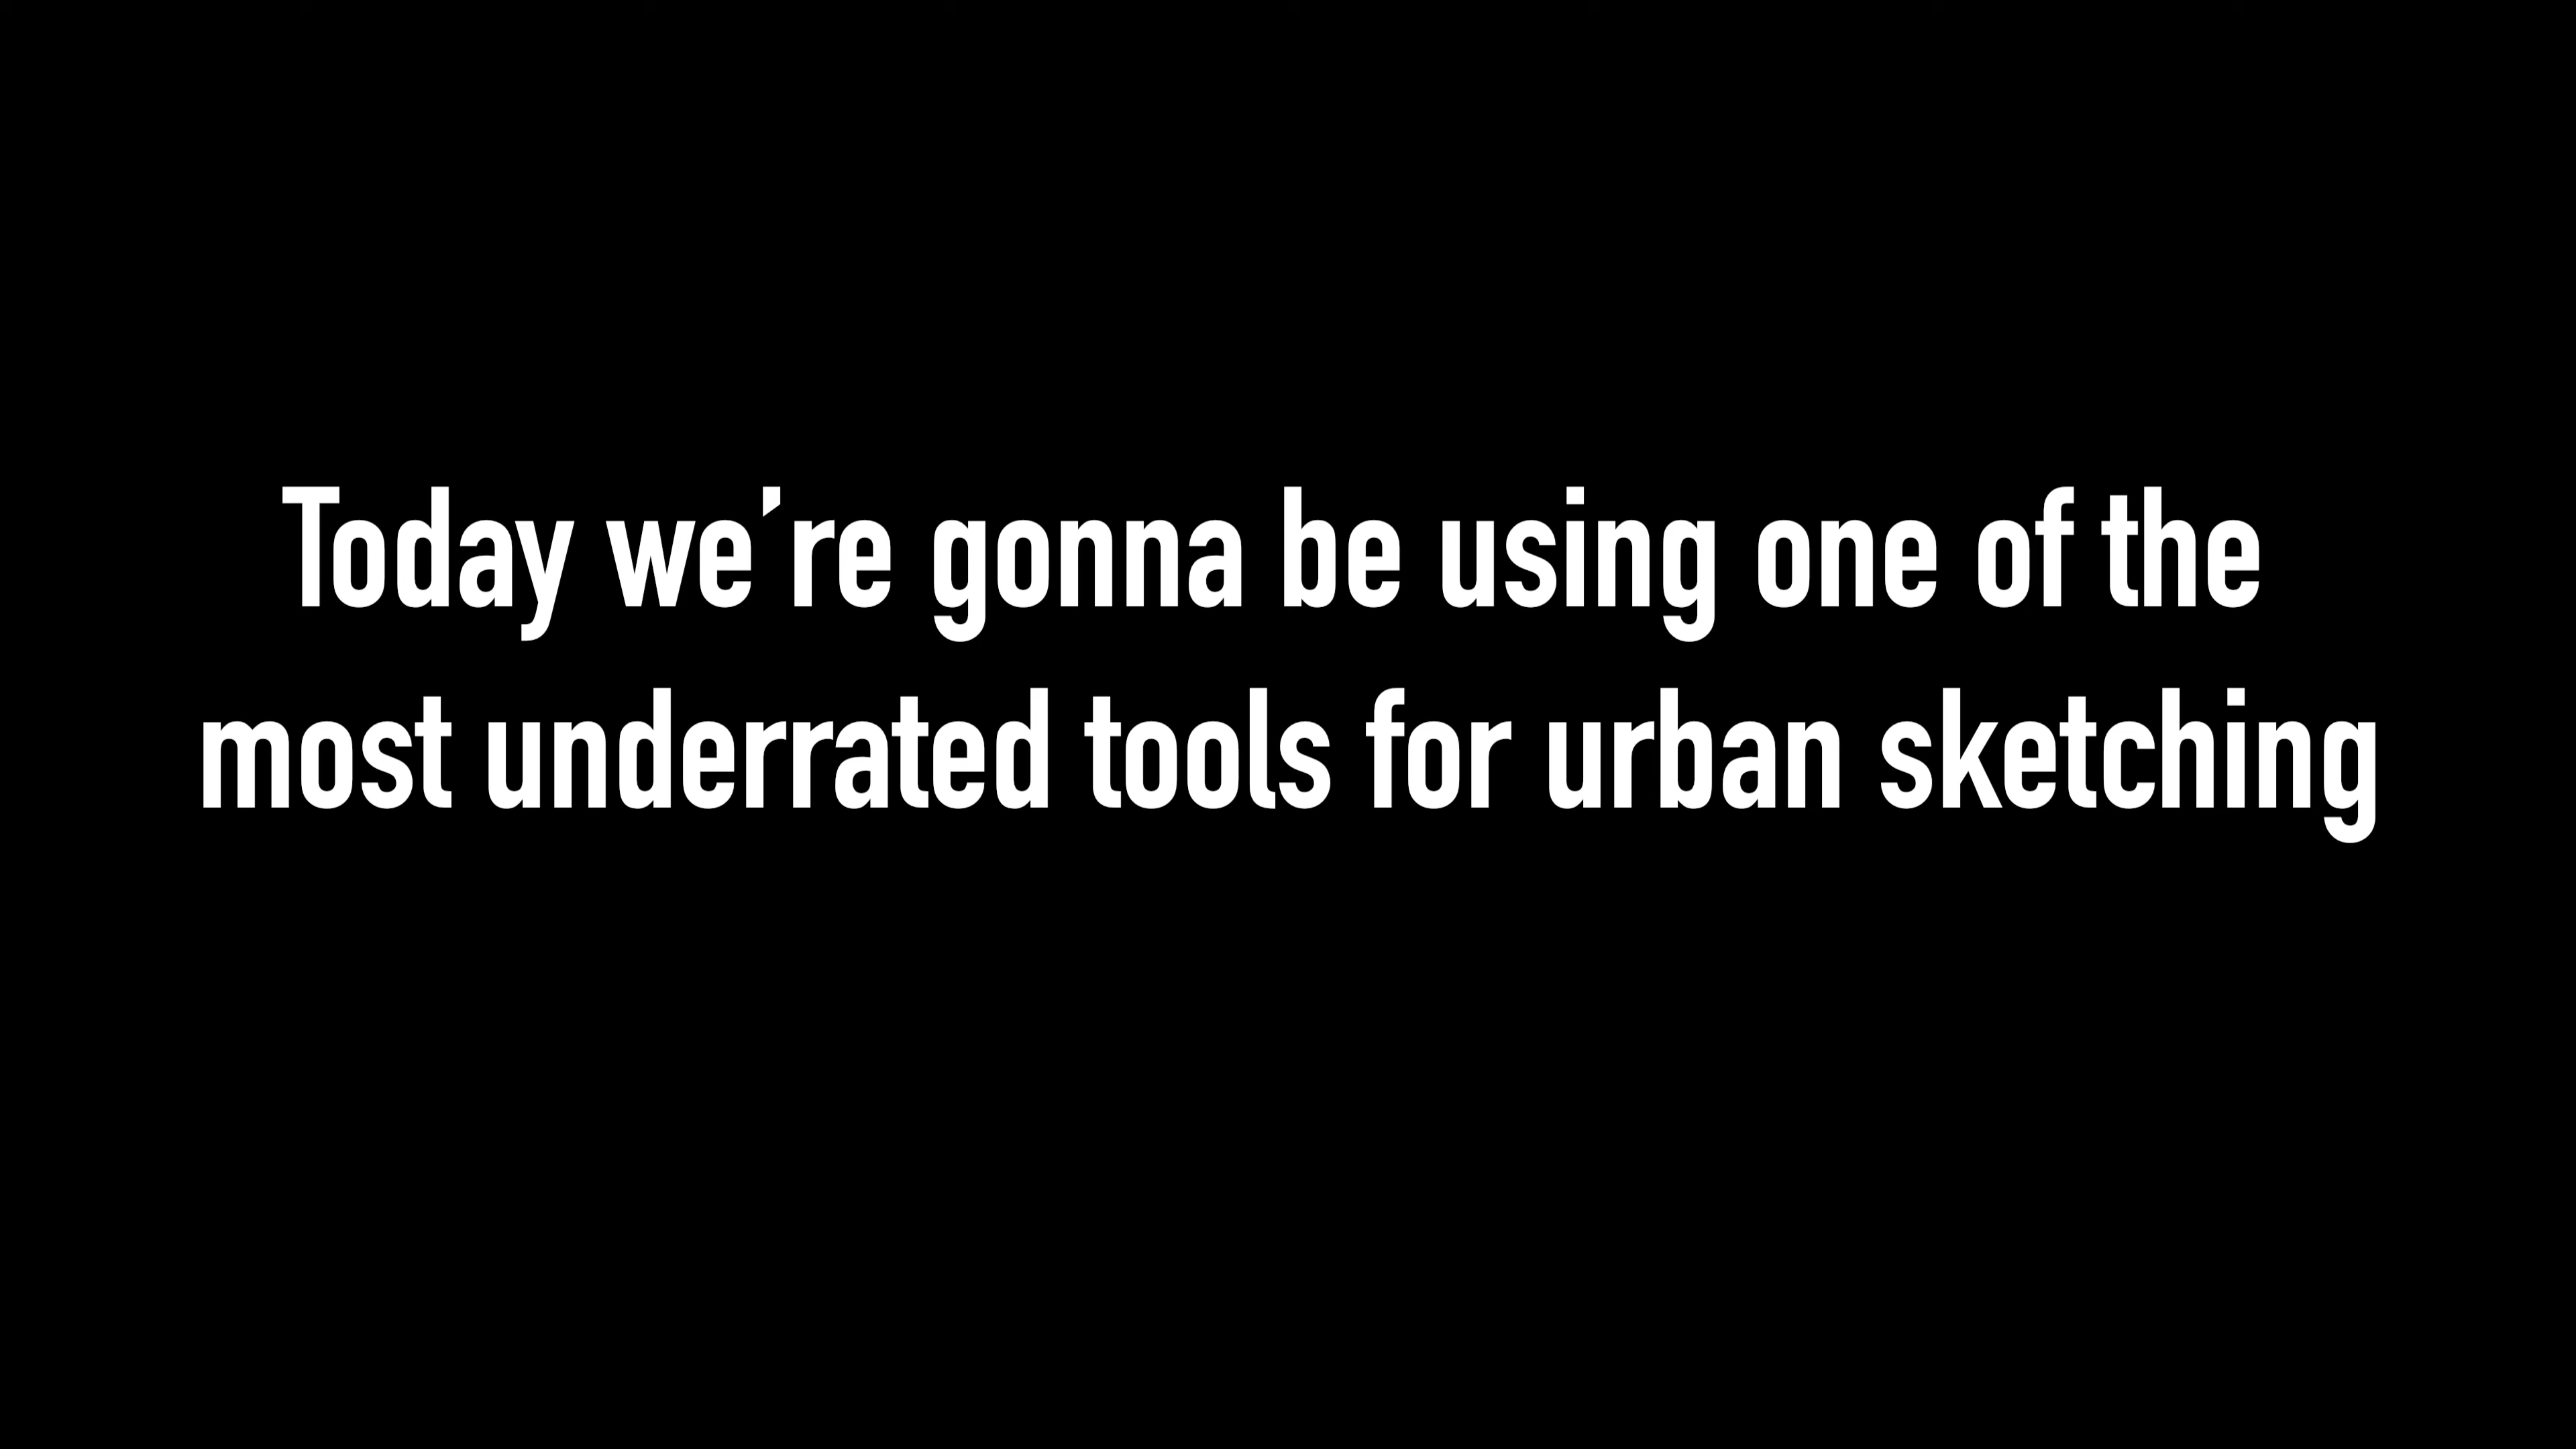 Today we’re gonna be using one of the
most underrated tools for urban sketching